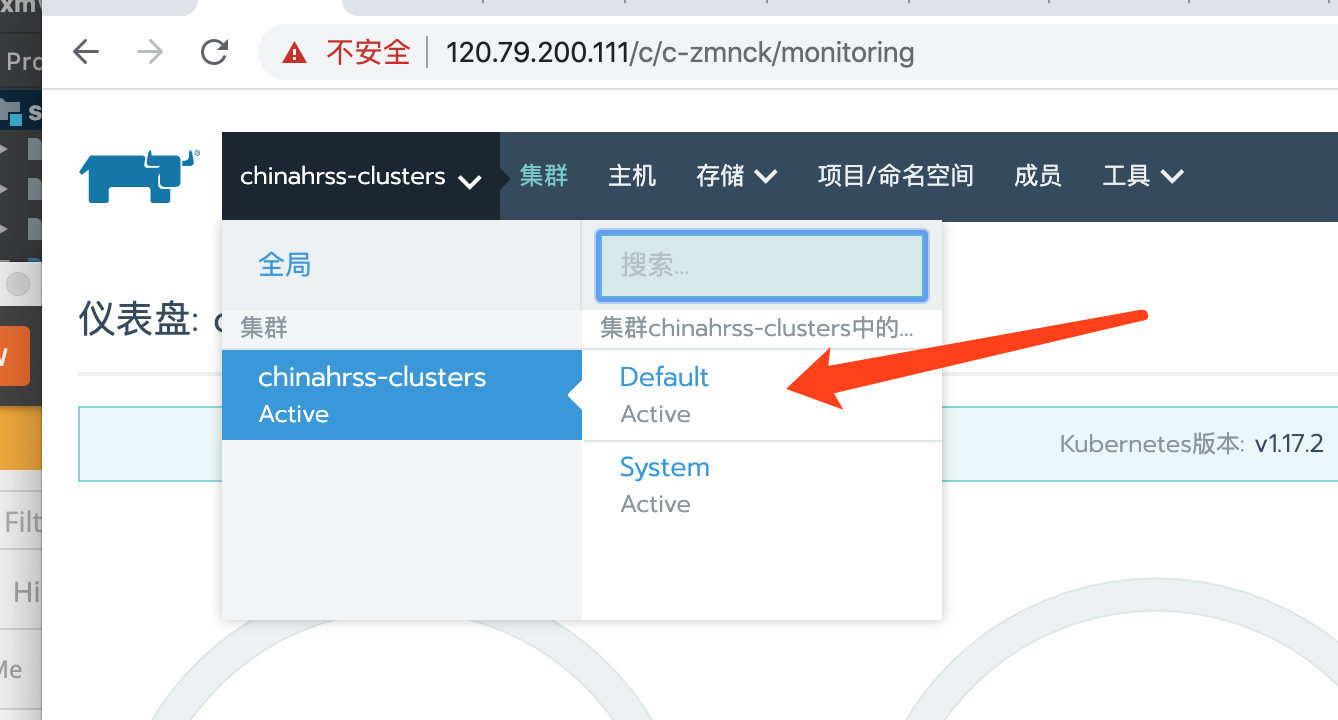 不安全 120.79.200.111/c/c-zmnck/monitoring
chinahrss-clusters 集群 主机 存储 项目/命名空间 成员 工具
全局 搜索...
仪表盘:
集群 集群chinahrss-clusters中的...
chinahrss-clusters Default
Active Active
Kubernetes版本: v1.17.2
System
Active
Filt
Hi
Me